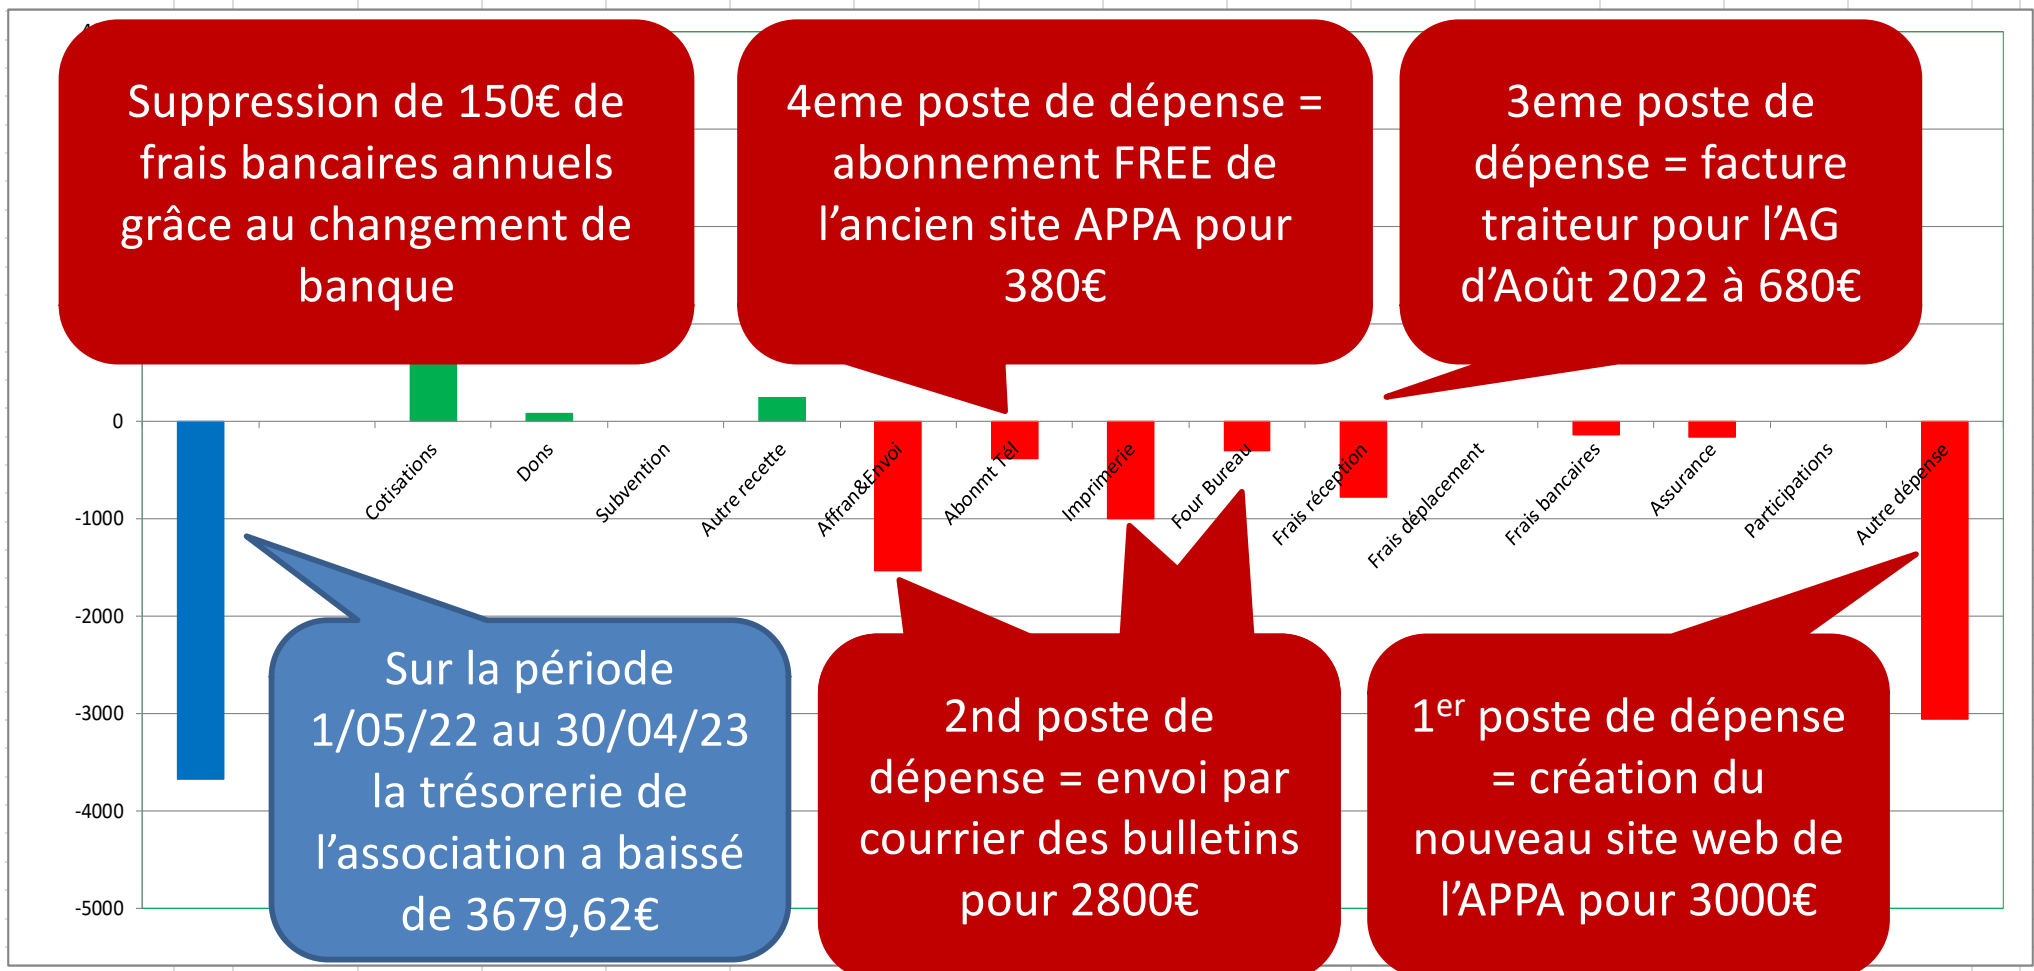 Suppression de 150€ de
frais bancaires annuels
grâce au changement de
banque
4eme poste de dépense =
abonnement FREE de
l’ancien site APPA pour
380€
3eme poste de
dépense = facture
traiteur pour l’AG
d’Août 2022 à 680€
0
-1000
-2000
-3000
-4000
-5000
Cotisations
Dons
Subvention
Autre recette
Affran&Envoi
Abonmt Tél
Imprimerie
Four Bureau
Frais réception
Frais déplacement
Frais bancaires
Assurance
Participations
Autre dépense
Sur la période
1/05/22 au 30/04/23
la trésorerie de
l’association a baissé
de 3679,62€
2nd poste de
dépense = envoi par
courrier des bulletins
pour 2800€
1er poste de dépense
= création du
nouveau site web de
l’APPA pour 3000€